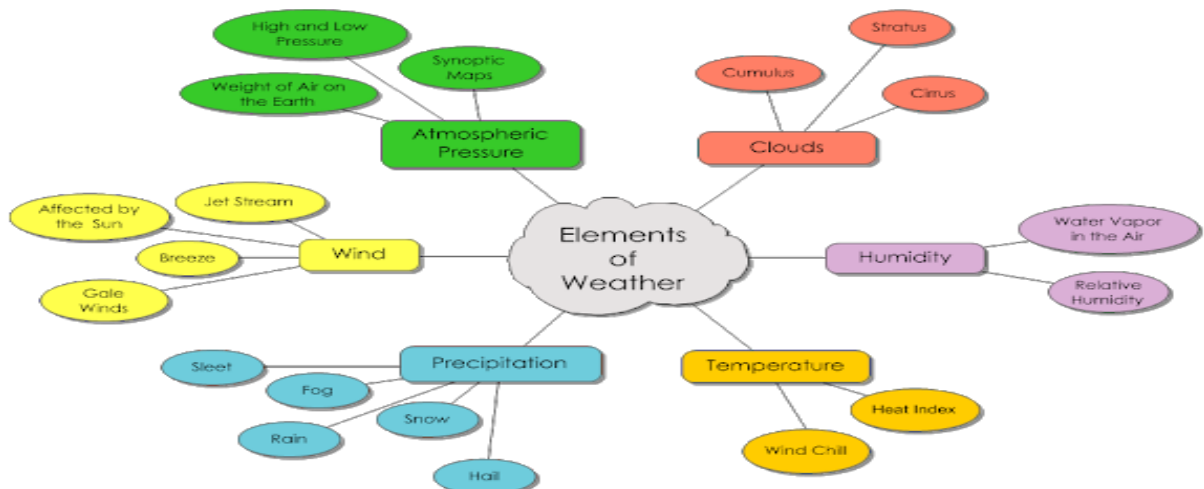 High and Low
Pressure
Synoptic
Maps
Weight of Air on
the Earth
Atmospheric
Pressure
Stratus
Cumulus
Cirrus
Clouds
Affected by
the Sun
Jet Stream
Breeze
Wind
Gale
Winds
Elements
of
Weather
Water Vapor
in the Air
Humidity
Relative
Humidity
Precipitation
Sleet
Fog
Snow
Rain
Hail
Temperature
Heat Index
Wind Chill